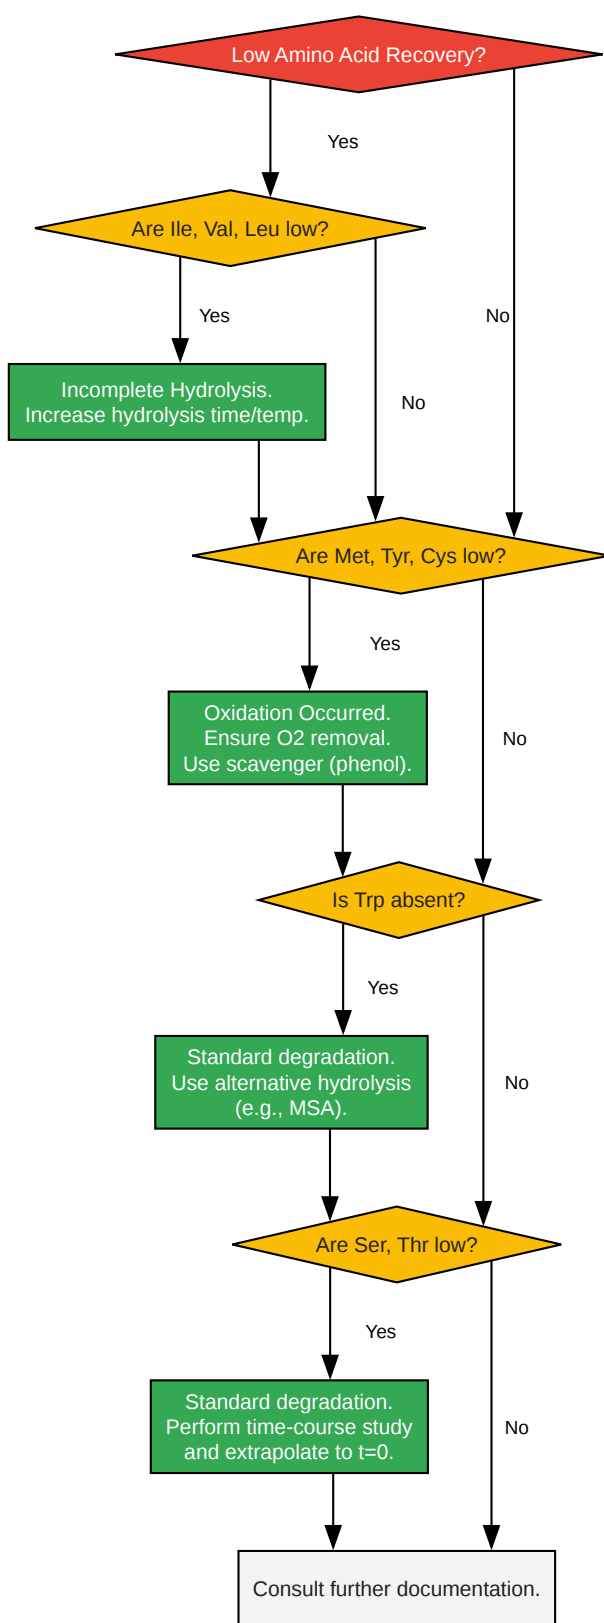 Low Amino Acid Recovery?
Yes
Are Ile, Val, Leu low?
Yes
No
Incomplete Hydrolysis.
Increase hydrolysis time/temp.
No
Are Met, Tyr, Cys low?
Yes
Oxidation Occurred.
Ensure O2 removal.
Use scavenger (phenol).
No
Is Trp absent?
Yes
Standard degradation.
Use alternative hydrolysis
(e.g., MSA).
No
Are Ser, Thr low?
Yes
Standard degradation.
Perform time-course study
and extrapolate to t=0.
No
Consult further documentation.